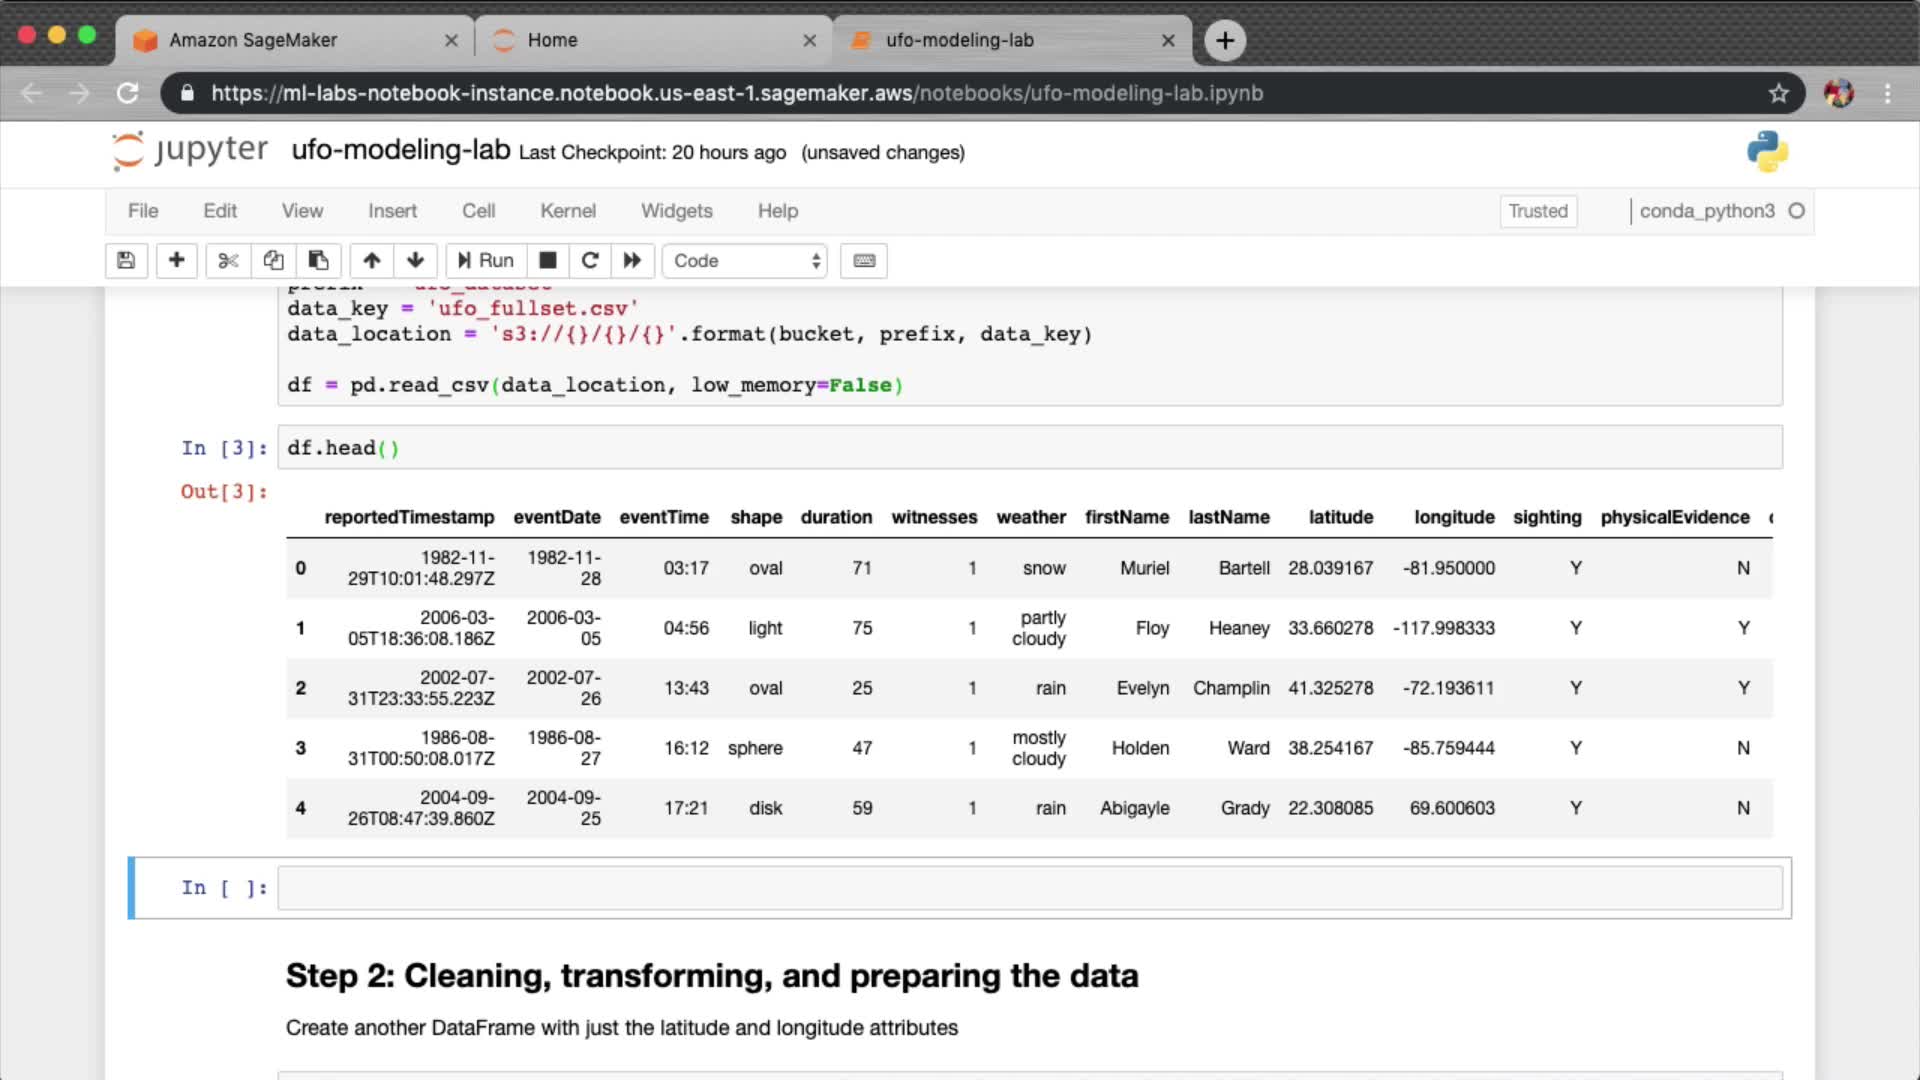 Amazon SageMaker
Home
ufo-modeling-lab
https://ml-labs-notebook-instance.notebook.us-east-1.sagemaker.aws/notebooks/ufo-modeling-lab.ipynb
jupyter ufo-modeling-lab Last Checkpoint: 20 hours ago (unsaved changes)
File Edit View Insert Cell Kernel Widgets Help Trusted conda_python3
Run Code
data_key = 'ufo_fullset.csv'
data_location = 's3://{}/{}/{}'.format(bucket, prefix, data_key)
df = pd.read_csv(data_location, low_memory=False)
In [3]: df.head()
Out[3]:
reportedTimestamp eventDate eventTime shape duration witnesses weather firstName lastName latitude longitude sighting physicalEvidence
0 1982-11-29T10:01:48.297Z 1982-11-28 03:17 oval 71 1 snow Muriel Bartell 28.039167 -81.950000 Y N
1 2006-03-05T18:36:08.186Z 2006-03-05 04:56 light 75 1 partly cloudy Floy Heaney 33.660278 -117.998333 Y Y
2 2002-07-31T23:33:55.223Z 2002-07-26 13:43 oval 25 1 rain Evelyn Champlin 41.325278 -72.193611 Y Y
3 1986-08-31T00:50:08.017Z 1986-08-27 16:12 sphere 47 1 mostly cloudy Holden Ward 38.254167 -85.759444 Y N
4 2004-09-26T08:47:39.860Z 2004-09-25 17:21 disk 59 1 rain Abigayle Grady 22.308085 69.600603 Y N
In [ ]:
Step 2: Cleaning, transforming, and preparing the data
Create another DataFrame with just the latitude and longitude attributes